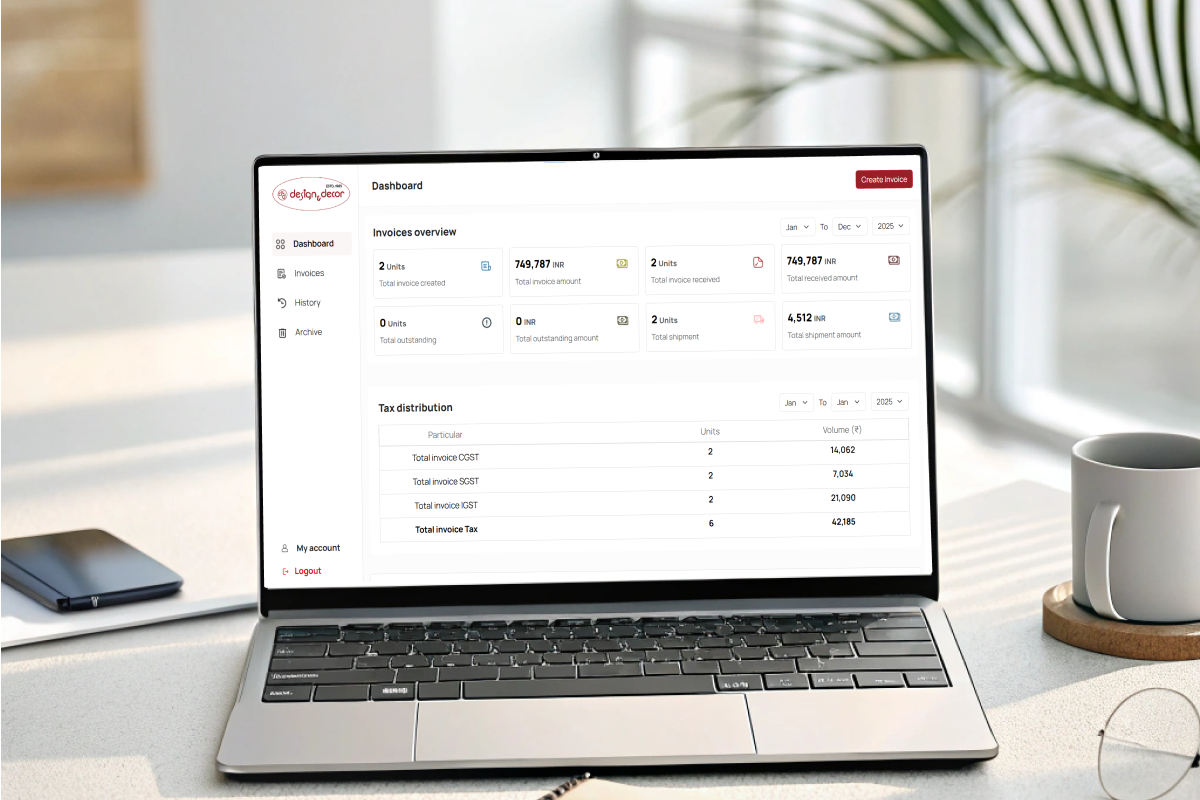 ESTD. 1985
design & decor
Dashboard
Create Invoice
Dashboard
Invoices
History
Archive
My account
Logout
Invoices overview
Jan To Dec 2025
2 Units
Total invoice created
749,787 INR
Total invoice amount
2 Units
Total invoice received
749,787 INR
Total received amount
0 Units
Total outstanding
0 INR
Total outstanding amount
2 Units
Total shipment
4,512 INR
Total shipment amount
Tax distribution
Jan To Jan 2025
Particular Units Volume (₹)
Total invoice CGST 2 14,062
Total invoice SGST 2 7,034
Total invoice IGST 2 21,090
Total invoice Tax 6 42,185